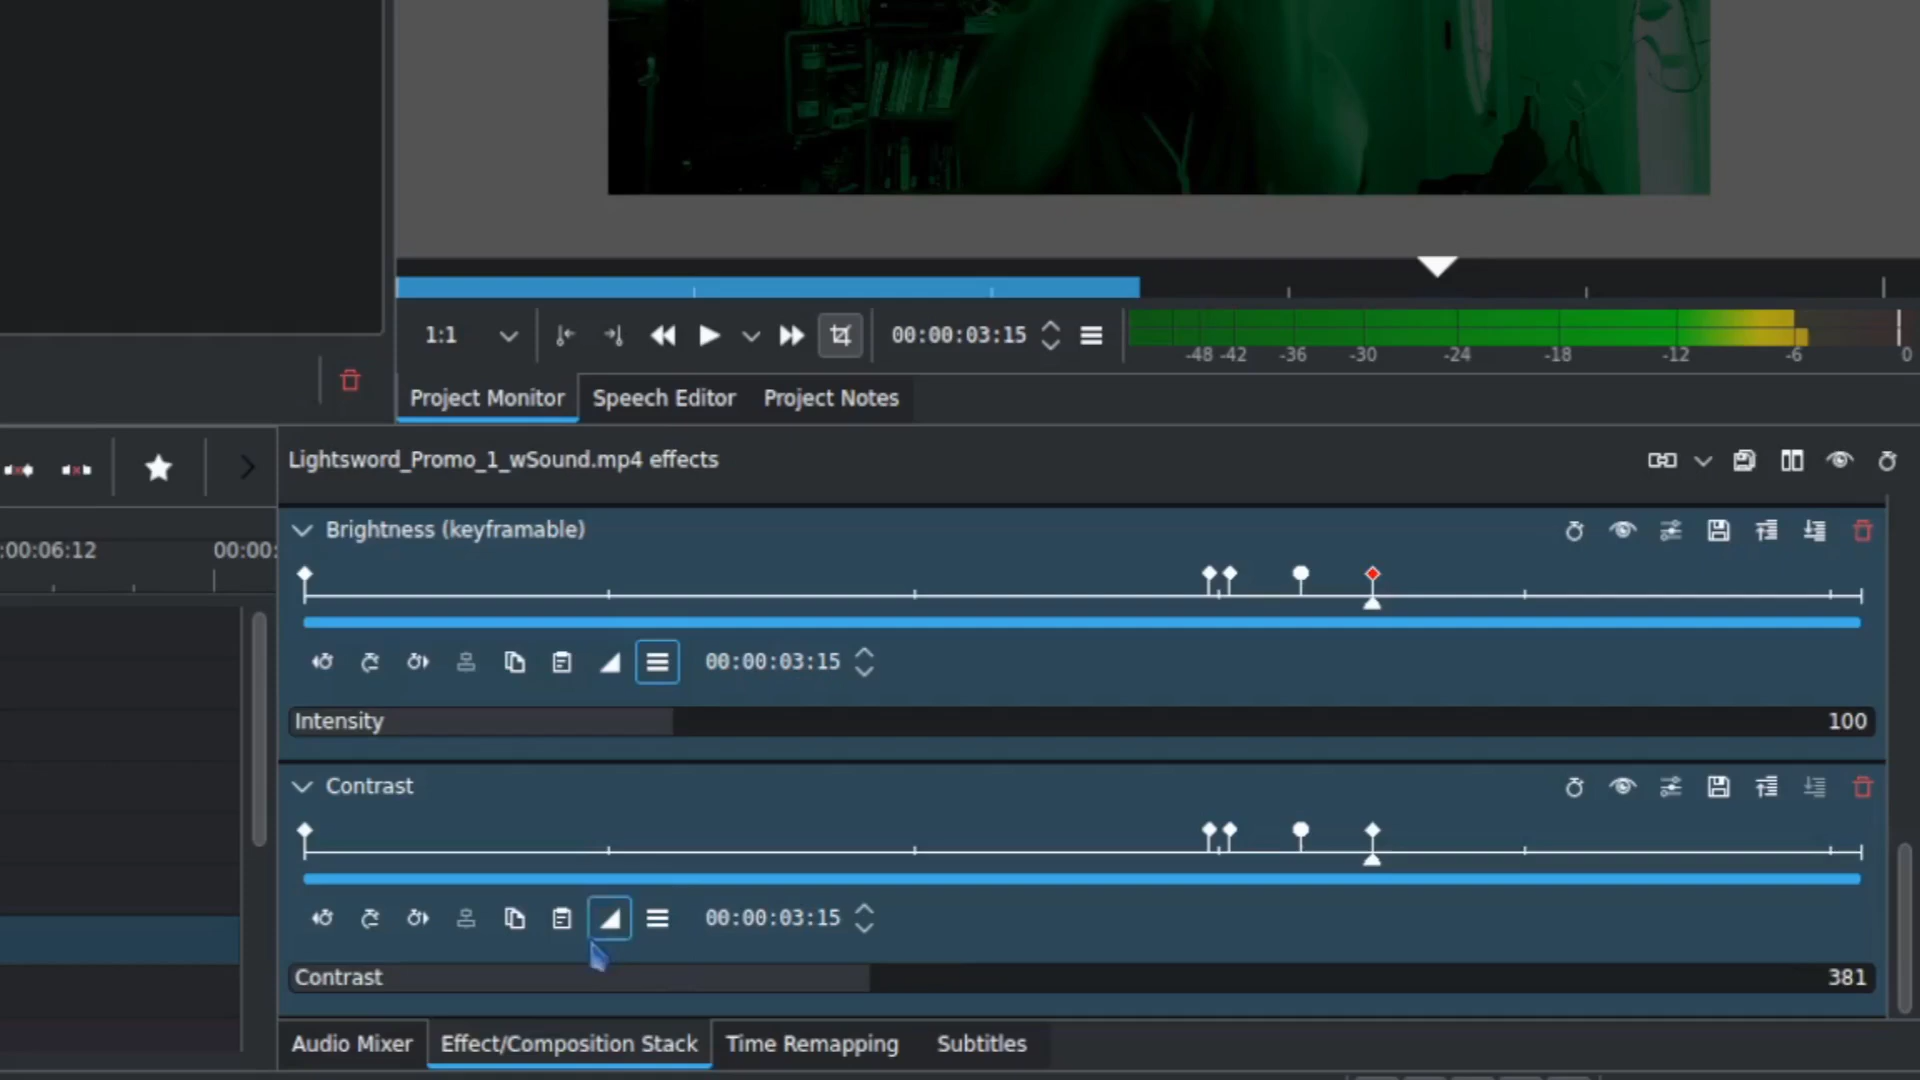 1:1
00:00:03:15
-48 -42 -36 -30 -24 -18 -12 -6 -0
Project Monitor Speech Editor Project Notes
Lightsword_Promo_1_wSound.mp4 effects
:00:06:12 00:00:
Brightness (keyframable)
00:00:03:15
Intensity 100
Contrast
00:00:03:15
Contrast 381
Audio Mixer Effect/Composition Stack Time Remapping Subtitles